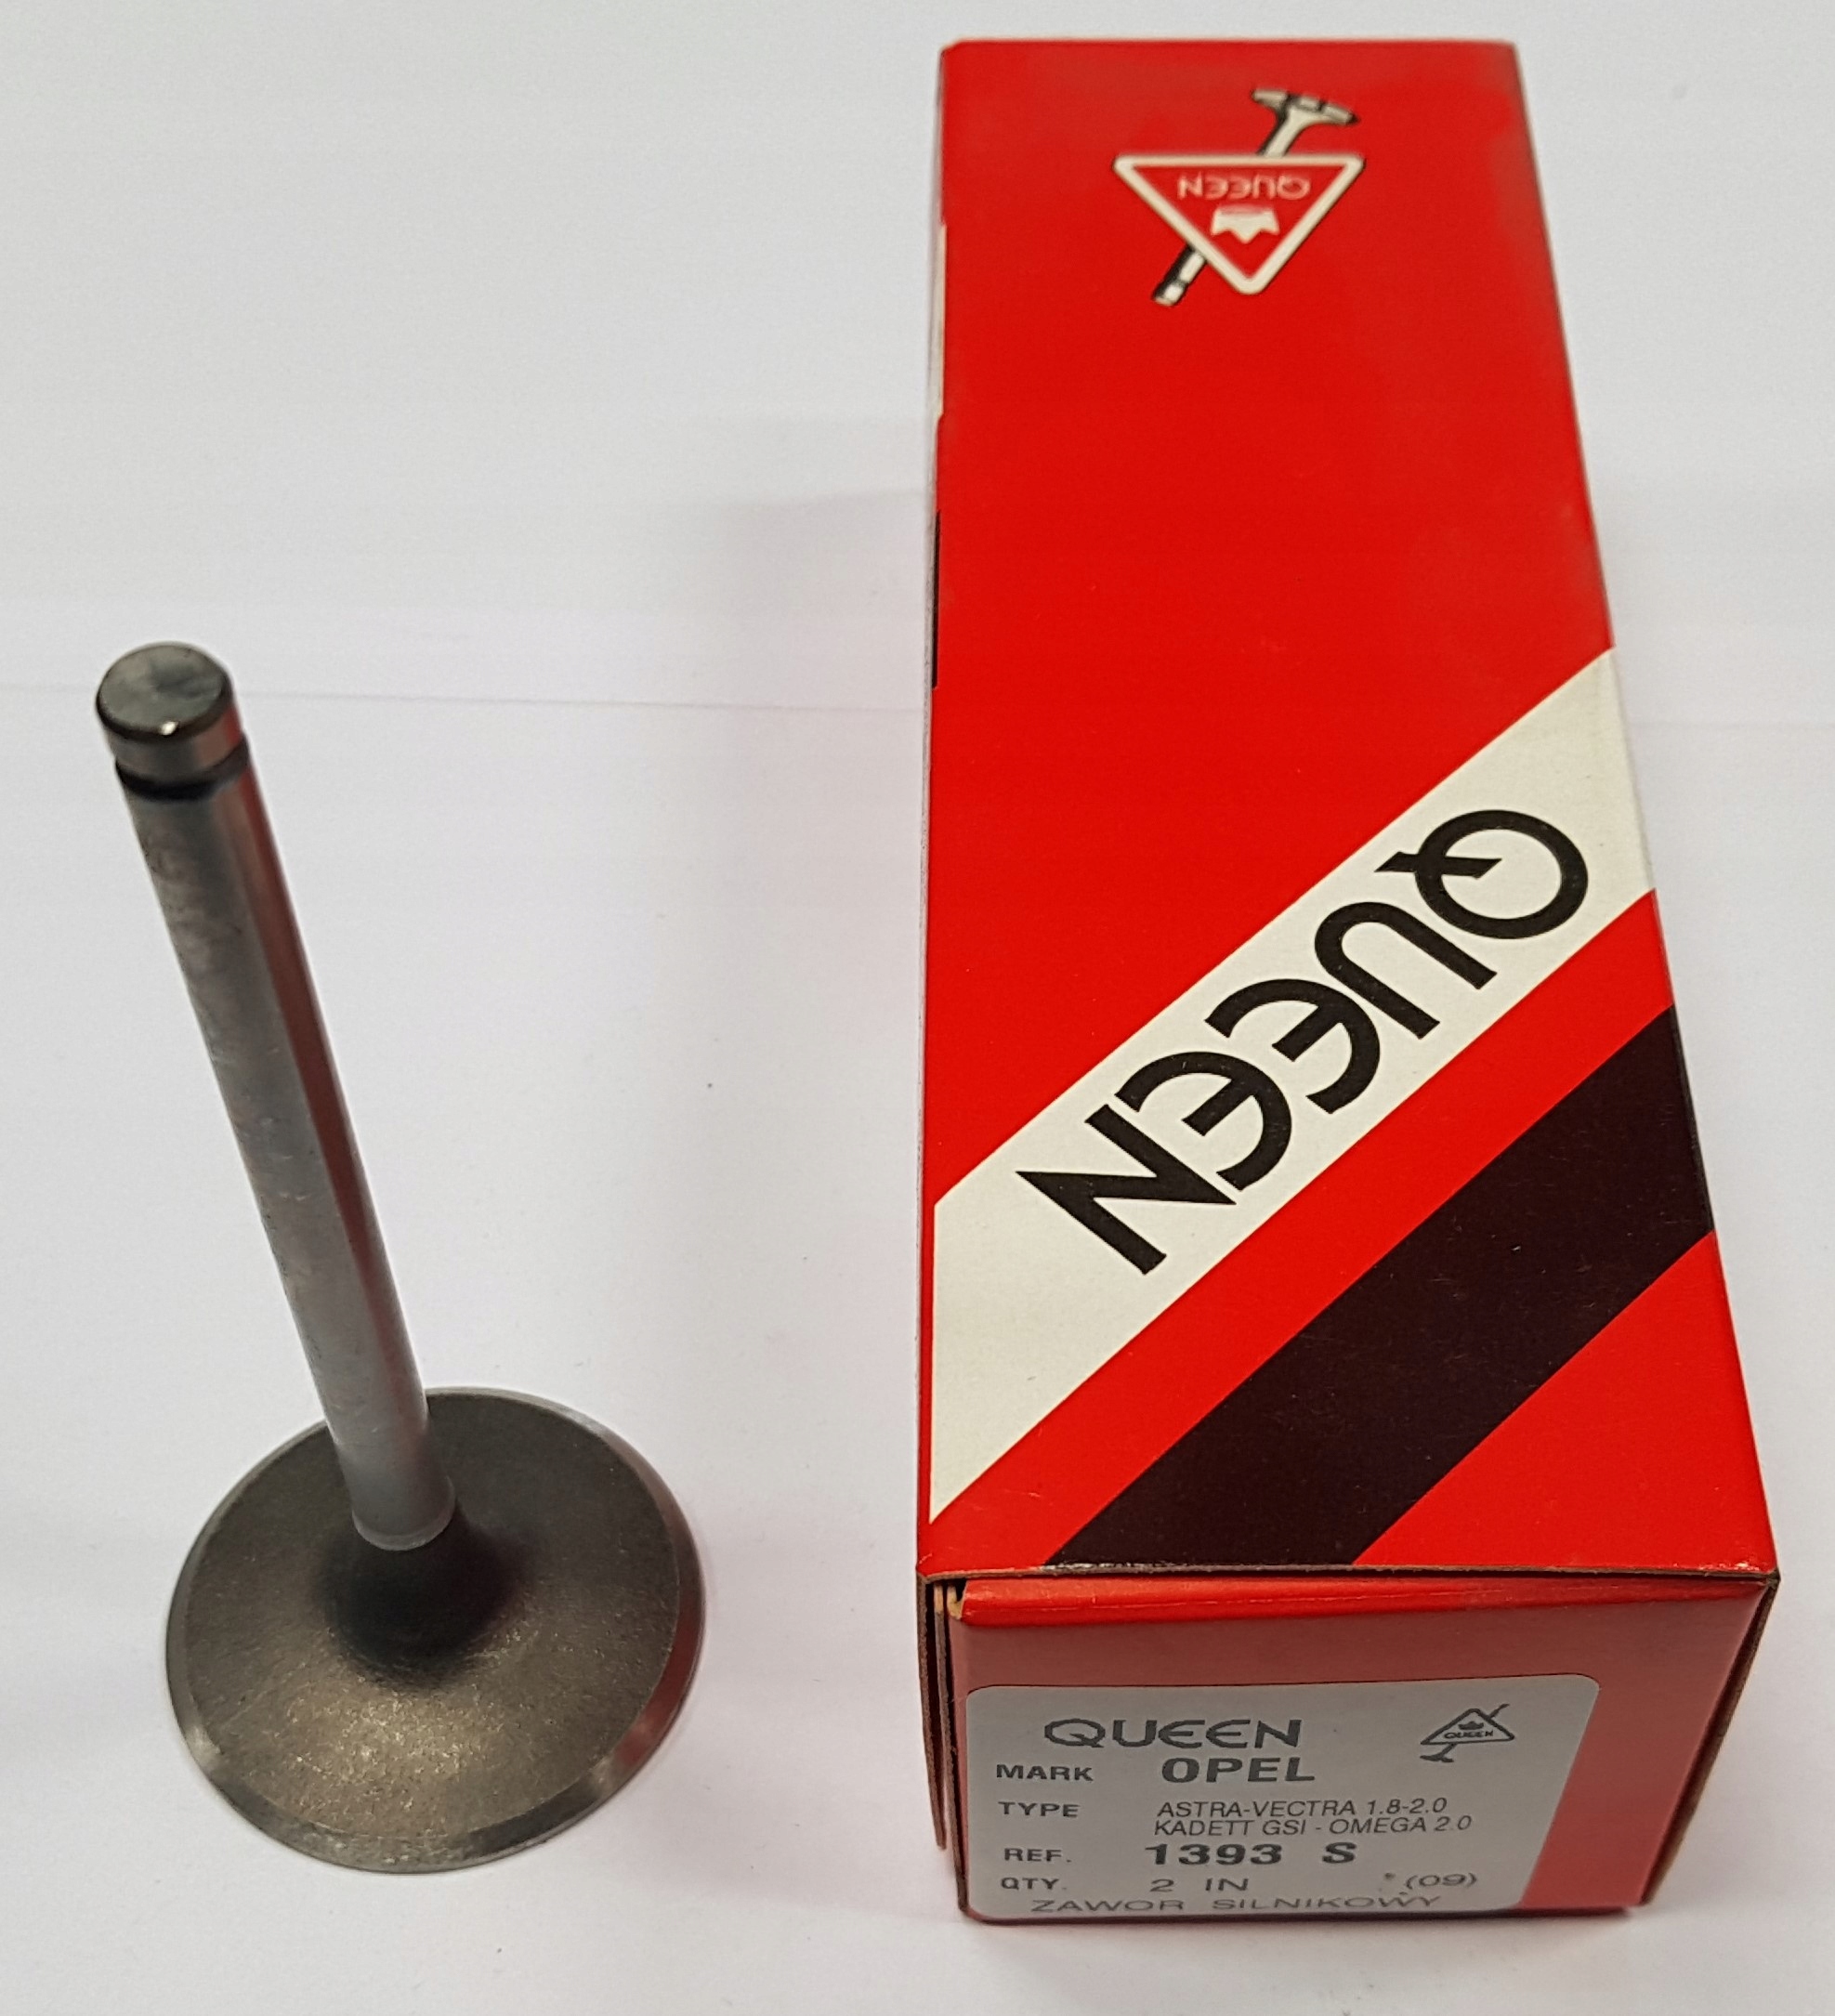 QUEEN
QUEEN
QUEEN
QUEEN
MARK OPEL
TYPE ASTRA-VECTRA 1.8-2.0
KADETT GSI - OMEGA 2.0
REF. 1393 S
QTY. 2 IN * (09)
ZAWOR SILNIKOWY